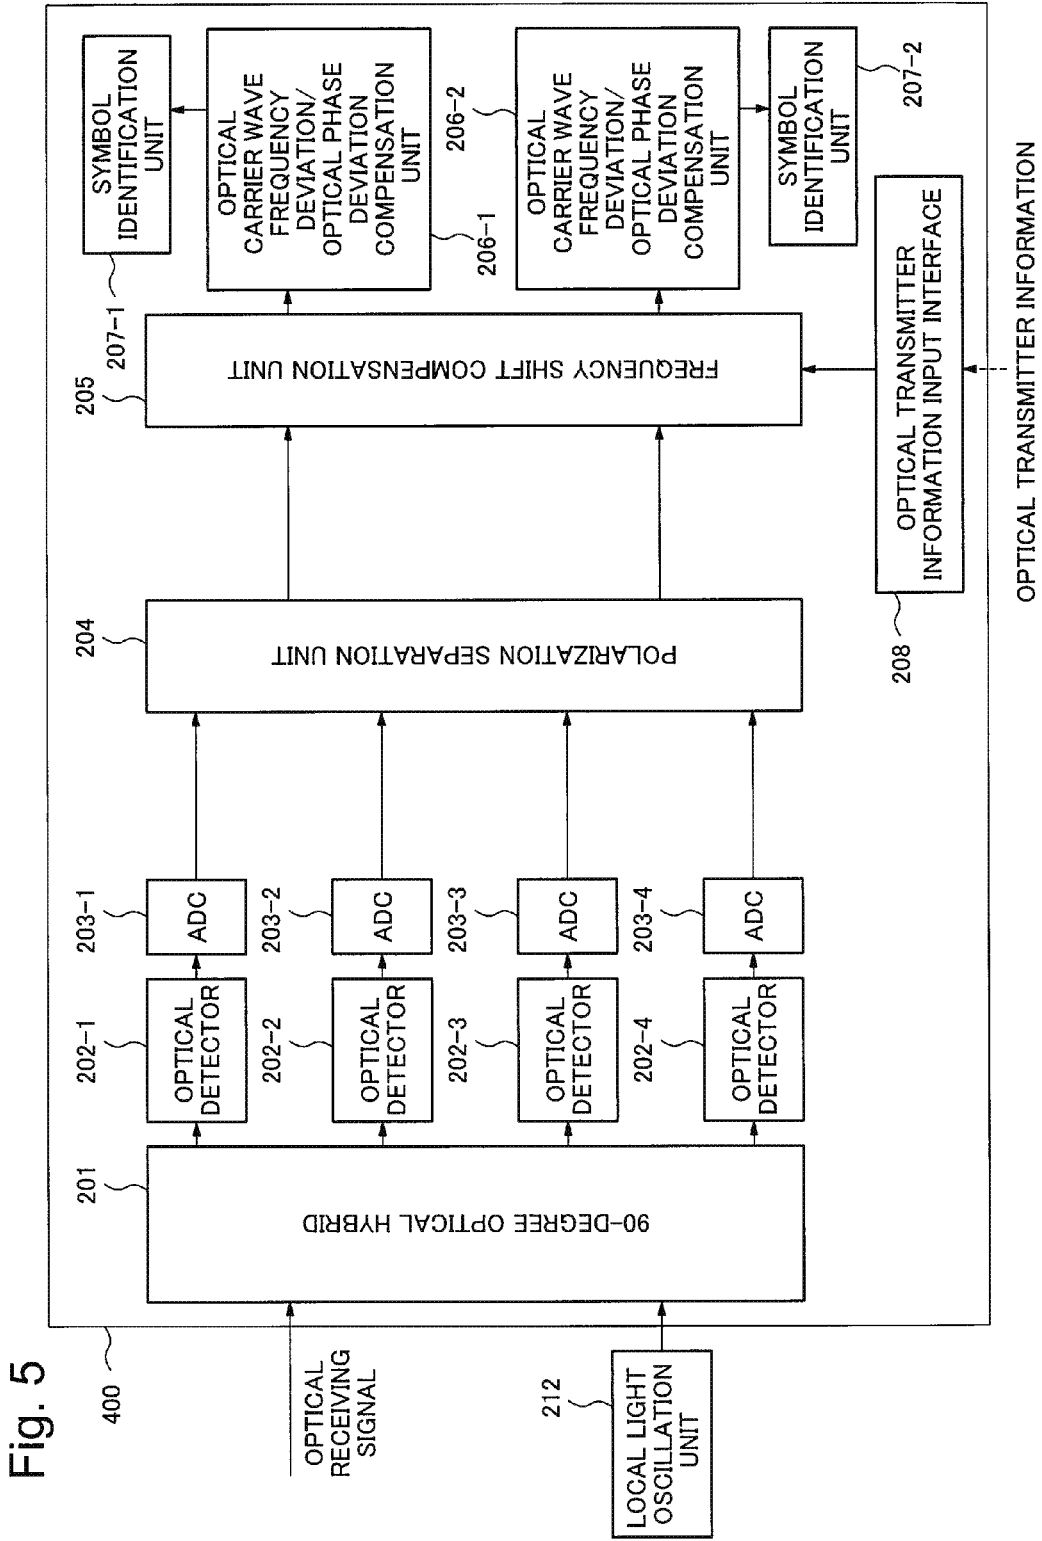 Fig. 5
400
OPTICAL
RECEIVING
SIGNAL
212
LOCAL LIGHT
OSCILLATION
UNIT
201
90-DEGREE OPTICAL HYBRID
202-1
OPTICAL
DETECTOR
202-2
OPTICAL
DETECTOR
202-3
OPTICAL
DETECTOR
202-4
OPTICAL
DETECTOR
203-1
ADC
203-2
ADC
203-3
ADC
203-4
ADC
204
POLARIZATION SEPARATION UNIT
205
FREQUENCY SHIFT COMPENSATION UNIT
207-1
SYMBOL
IDENTIFICATION
UNIT
OPTICAL
CARRIER WAVE
FREQUENCY
DEVIATION/
OPTICAL PHASE
DEVIATION
COMPENSATION
UNIT
206-1
206-2
OPTICAL
CARRIER WAVE
FREQUENCY
DEVIATION/
OPTICAL PHASE
DEVIATION
COMPENSATION
UNIT
SYMBOL
IDENTIFICATION
UNIT
207-2
208
OPTICAL TRANSMITTER
INFORMATION INPUT INTERFACE
OPTICAL TRANSMITTER INFORMATION